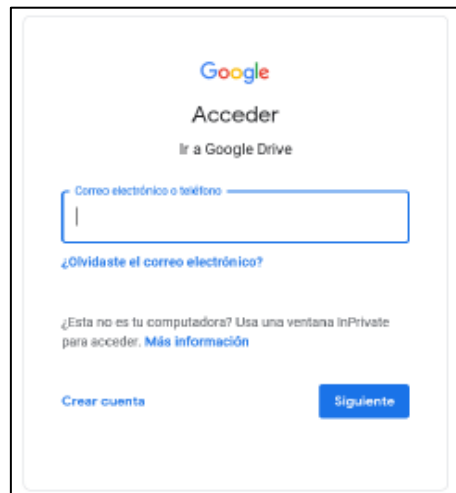 Google
Acceder
Ir a Google Drive
Correo electrónico o teléfono
¿Olvidaste el correo electrónico?
¿Esta no es tu computadora? Usa una ventana InPrivate
para acceder. Más información
Crear cuenta
Siguiente